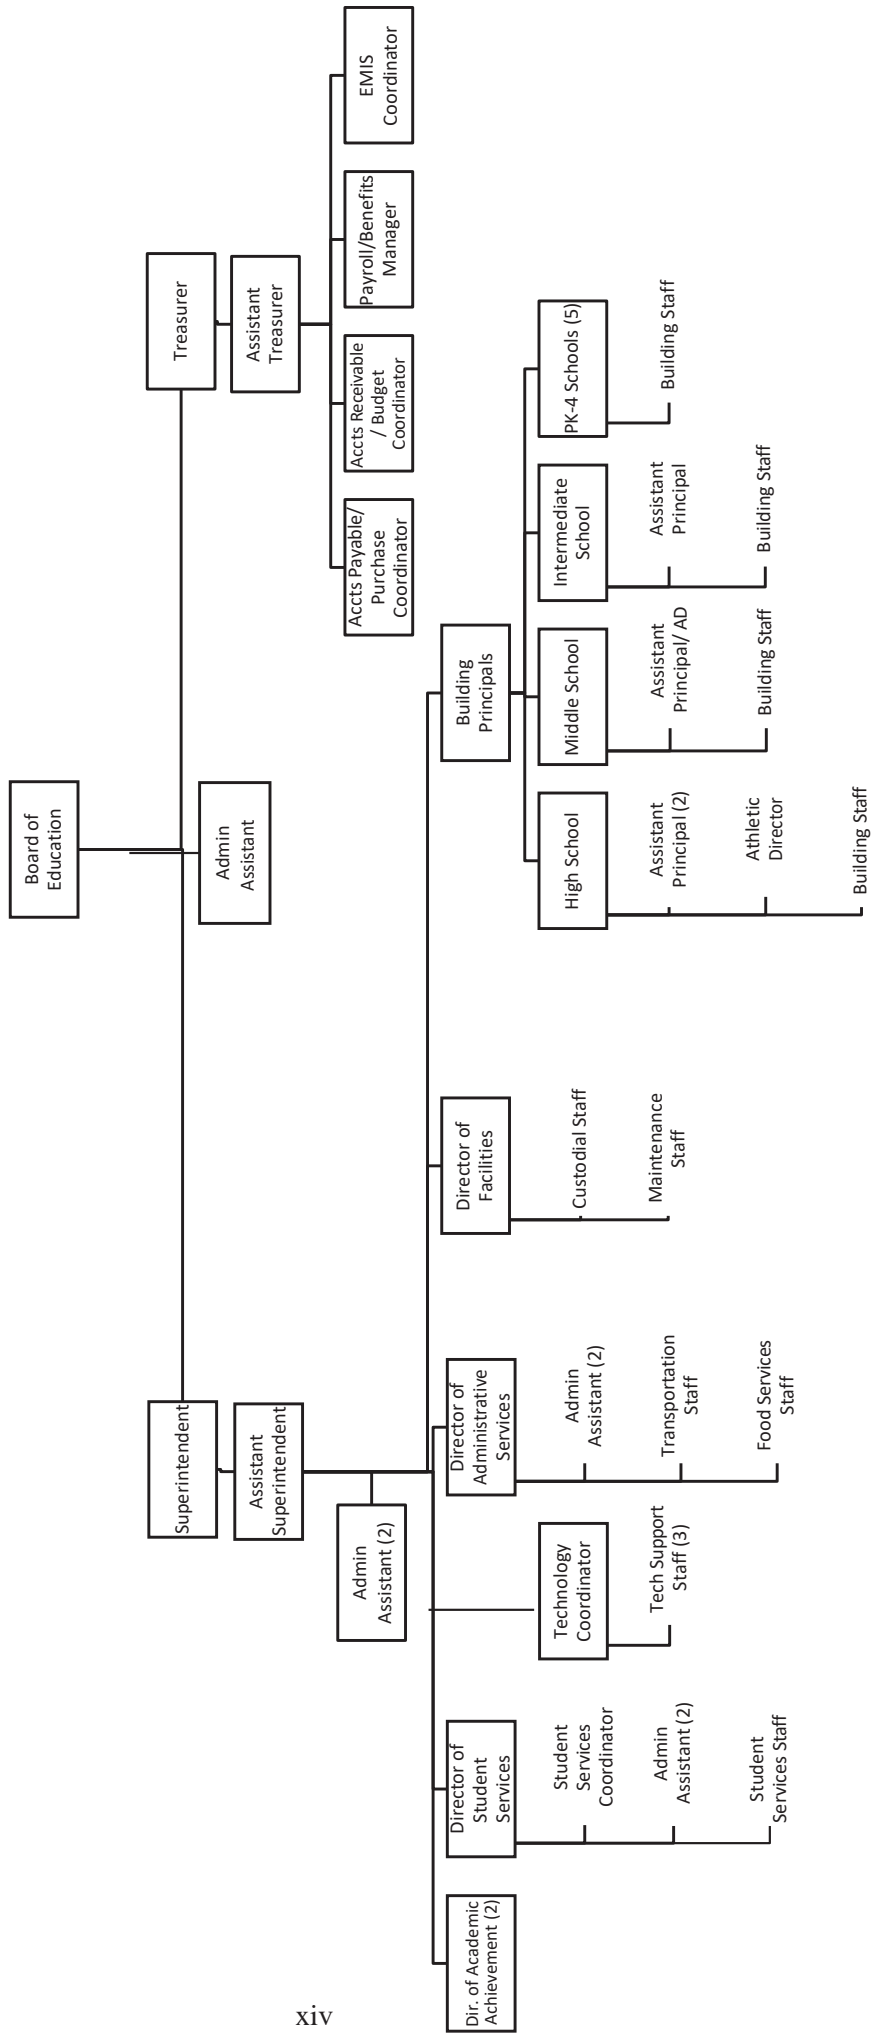 Board of
Education
Superintendent
Treasurer
Admin
Assistant
Assistant
Superintendent
Assistant
Treasurer
Admin
Assistant (2)
Accts Payable/
Purchase
Coordinator
Accts Receivable
/ Budget
Coordinator
Payroll/Benefits
Manager
EMIS
Coordinator
Dir. of Academic
Achievement (2)
Director of
Student
Services
Director of
Administrative
Services
Director of
Facilities
Building
Principals
Student
Services
Coordinator
Admin
Assistant (2)
Student
Services Staff
Technology
Coordinator
Tech Support
Staff (3)
Admin
Assistant (2)
Transportation
Staff
Food Services
Staff
Custodial Staff
Maintenance
Staff
High School
Assistant
Principal (2)
Athletic
Director
Building Staff
Middle School
Assistant
Principal/ AD
Building Staff
Intermediate
School
Assistant
Principal
Building Staff
PK-4 Schools (5)
Building Staff
xiv